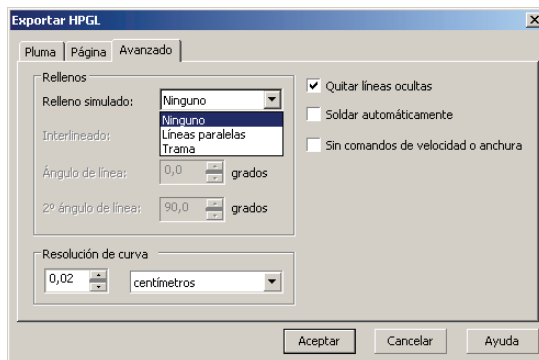 Exportar HPGL
Pluma Página Avanzado
Rellenos
Relleno simulado: Ninguno
Ninguno
Líneas paralelas
Trama
Interlineado:
Ángulo de línea: 0,0 grados
2º ángulo de línea: 90,0 grados
Resolución de curva
0,02 centímetros
Quitar líneas ocultas
Soldar automáticamente
Sin comandos de velocidad o anchura
Aceptar Cancelar Ayuda